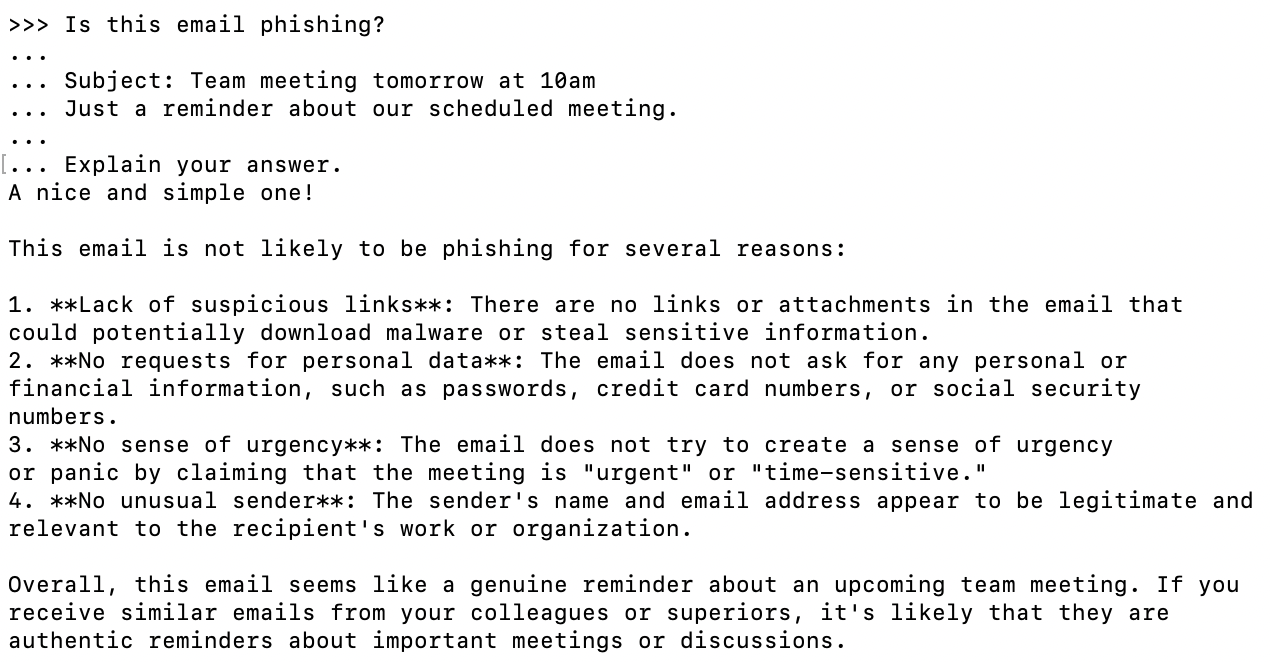 >>> Is this email phishing?
...
... Subject: Team meeting tomorrow at 10am
... Just a reminder about our scheduled meeting.
...
[... Explain your answer.
A nice and simple one!
This email is not likely to be phishing for several reasons:
1. **Lack of suspicious links**: There are no links or attachments in the email that
could potentially download malware or steal sensitive information.
2. **No requests for personal data**: The email does not ask for any personal or
financial information, such as passwords, credit card numbers, or social security
numbers.
3. **No sense of urgency**: The email does not try to create a sense of urgency
or panic by claiming that the meeting is "urgent" or "time-sensitive."
4. **No unusual sender**: The sender's name and email address appear to be legitimate and
relevant to the recipient's work or organization.
Overall, this email seems like a genuine reminder about an upcoming team meeting. If you
receive similar emails from your colleagues or superiors, it's likely that they are
authentic reminders about important meetings or discussions.